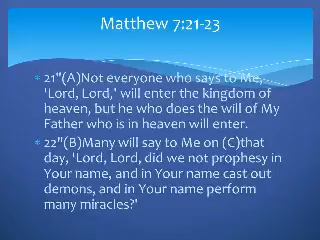 Matthew 7:21-23
21"(A)Not everyone who says to Me,
'Lord, Lord,' will enter the kingdom of
heaven, but he who does the will of My
Father who is in heaven will enter.
22"(B)Many will say to Me on (C)that
day, 'Lord, Lord, did we not prophesy in
Your name, and in Your name cast out
demons, and in Your name perform
many miracles?'